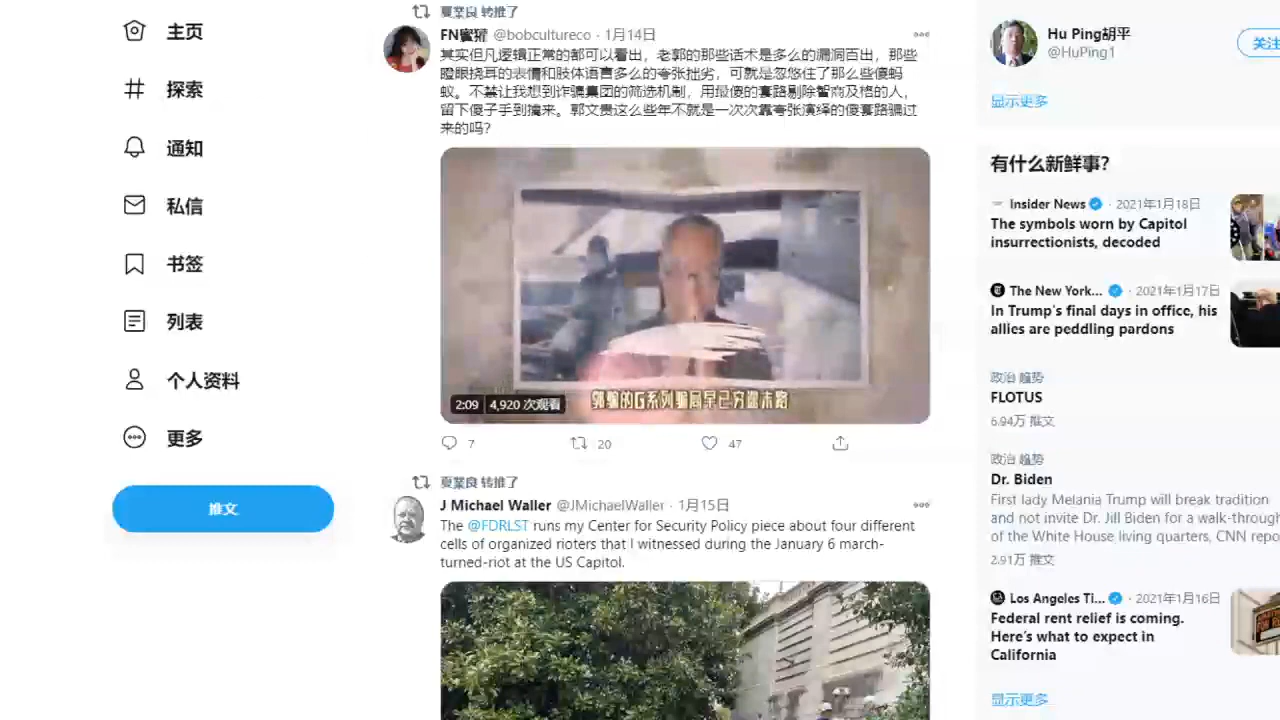 主页
探索
通知
私信
书签
列表
个人资料
更多
推文
夏業良 转推了
FN蜜獾 @bobcultureco · 1月14日
其实但凡逻辑正常的都可以看出，老郭的那些话术是多么的漏洞百出，那些
瞪眼挠耳的表情和肢体语言多么的夸张拙劣，可就是忽悠住了那么些傻蚂
蚁。不禁让我想到诈骗集团的筛选机制，用最傻的套路剔除智商及格的人，
留下傻子手到擒来。郭文贵这么些年不就是一次次靠夸张演绎的傻套路骗过
来的吗？
2:09 4,920 次观看
郭骗的G系列骗局早已穷途末路
7 20 47
夏業良 转推了
J Michael Waller @JMichaelWaller · 1月15日
The @FDRLST runs my Center for Security Policy piece about four different
cells of organized rioters that I witnessed during the January 6 march-
turned-riot at the US Capitol.
Hu Ping胡平
@HuPing1
关注
显示更多
有什么新鲜事？
Insider News · 2021年1月18日
The symbols worn by Capitol
insurrectionists, decoded
The New York... · 2021年1月17日
In Trump's final days in office, his
allies are peddling pardons
政治 趋势
FLOTUS
6.94万 推文
政治 趋势
Dr. Biden
First lady Melania Trump will break tradition
and not invite Dr. Jill Biden for a walk-through
of the White House living quarters, CNN repo
2.91万 推文
Los Angeles Ti... · 2021年1月16日
Federal rent relief is coming.
Here's what to expect in
California
显示更多